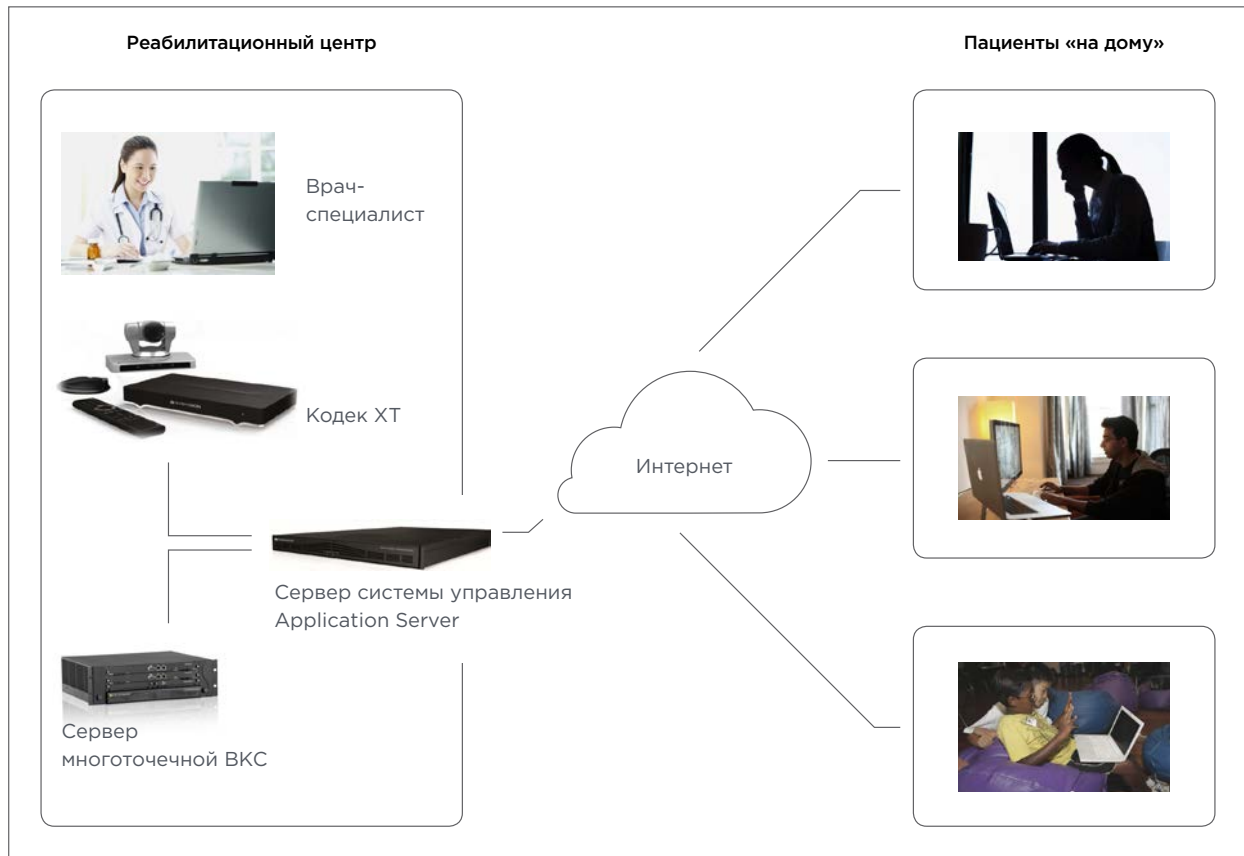 Реабилитационный центр
Пациенты «на дому»
Врач-
специалист
Кодек XT
Интернет
Сервер системы управления
Application Server
Сервер
многоточечной ВКС